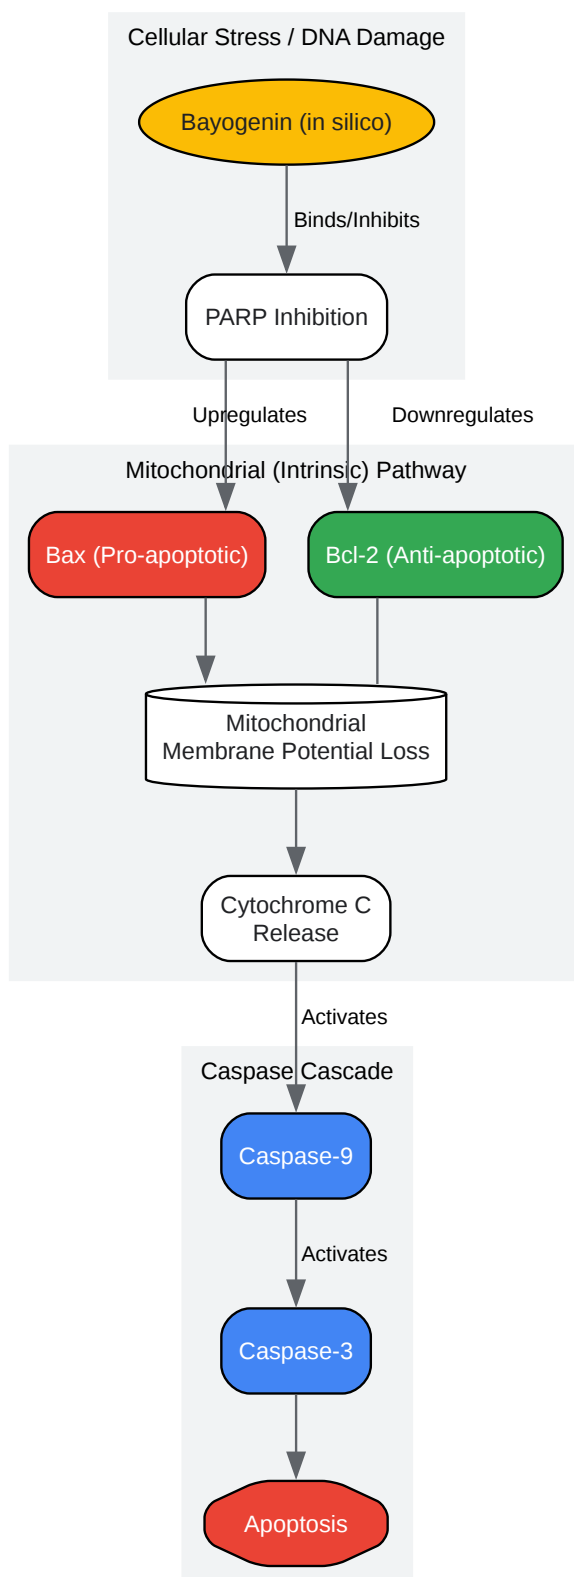 Cellular Stress / DNA Damage
Bayogenin (in silico)
Binds/Inhibits
PARP Inhibition
Upregulates
Downregulates
Mitochondrial (Intrinsic) Pathway
Bax (Pro-apoptotic)
Bcl-2 (Anti-apoptotic)
Mitochondrial
Membrane Potential Loss
Cytochrome C
Release
Activates
Caspase Cascade
Caspase-9
Activates
Caspase-3
Apoptosis